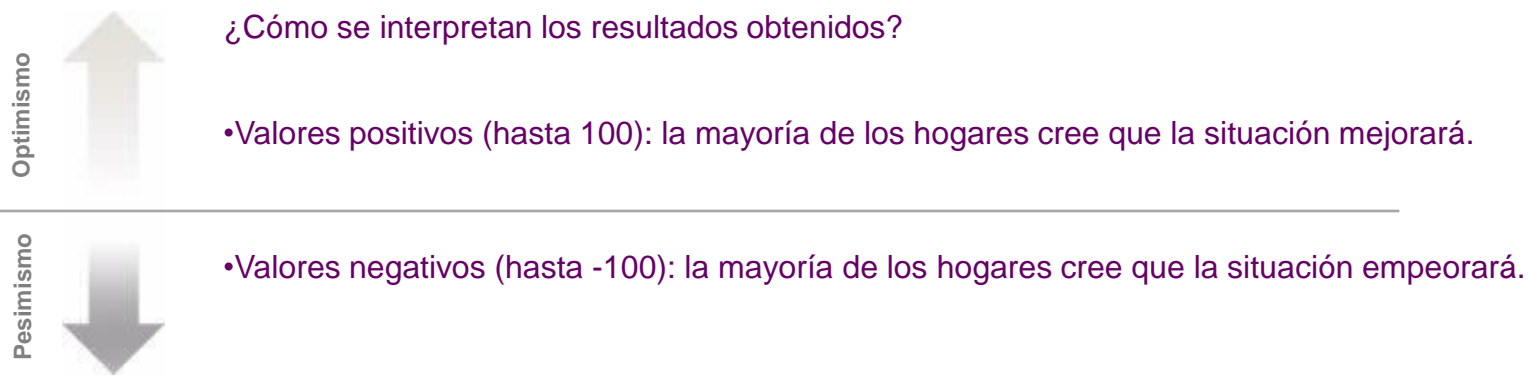 ¿Cómo se interpretan los resultados obtenidos?
Optimismo
•Valores positivos (hasta 100): la mayoría de los hogares cree que la situación mejorará.
Pesimismo
•Valores negativos (hasta -100): la mayoría de los hogares cree que la situación empeorará.